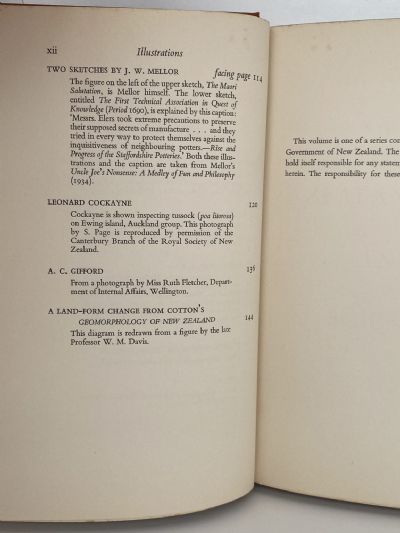 xii Illustrations
TWO SKETCHES BY J. W. MELLOR facing page 114
The figure on the left of the upper sketch, The Maori
Salutation, is Mellor himself. The lower sketch,
entitled The First Technical Association in Quest of
Knowledge (Period 1690), is explained by this caption:
'Messrs. Elers took extreme precautions to preserve
their supposed secrets of manufacture . . . and they
tried in every way to protect themselves against the
inquisitiveness of neighbouring potters.—Rise and
Progress of the Staffordshire Potteries.' Both these illus-
trations and the caption are taken from Mellor's
Uncle Joe's Nonsense: A Medley of Fun and Philosophy
(1934).
LEONARD COCKAYNE 120
Cockayne is shown inspecting tussock (poa litorosa) on
on Ewing island, Auckland group. This photograph
by S. Page is reproduced by permission of the
Canterbury Branch of the Royal Society of New
Zealand.
A. C. GIFFORD 136
From a photograph by Miss Ruth Fletcher, Depart-
ment of Internal Affairs, Wellington.
A LAND-FORM CHANGE FROM COTTON'S
GEOMORPHOLOGY OF NEW ZEALAND 144
This diagram is redrawn from a figure by the late
Professor W. M. Davis.
This volume is one of a series
Government of New Zealand. The
hold itself responsible for any
herein. The responsibility for these